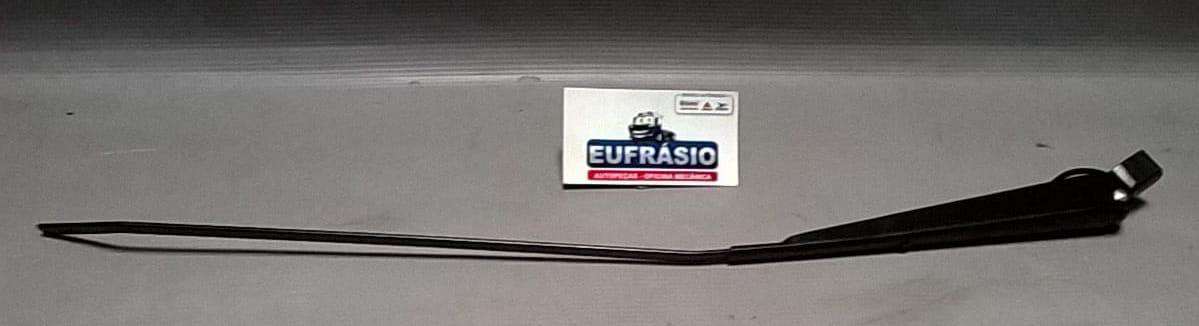 EUFRÁSIO
AUTOPEÇAS - OFICINA MECÂNICA